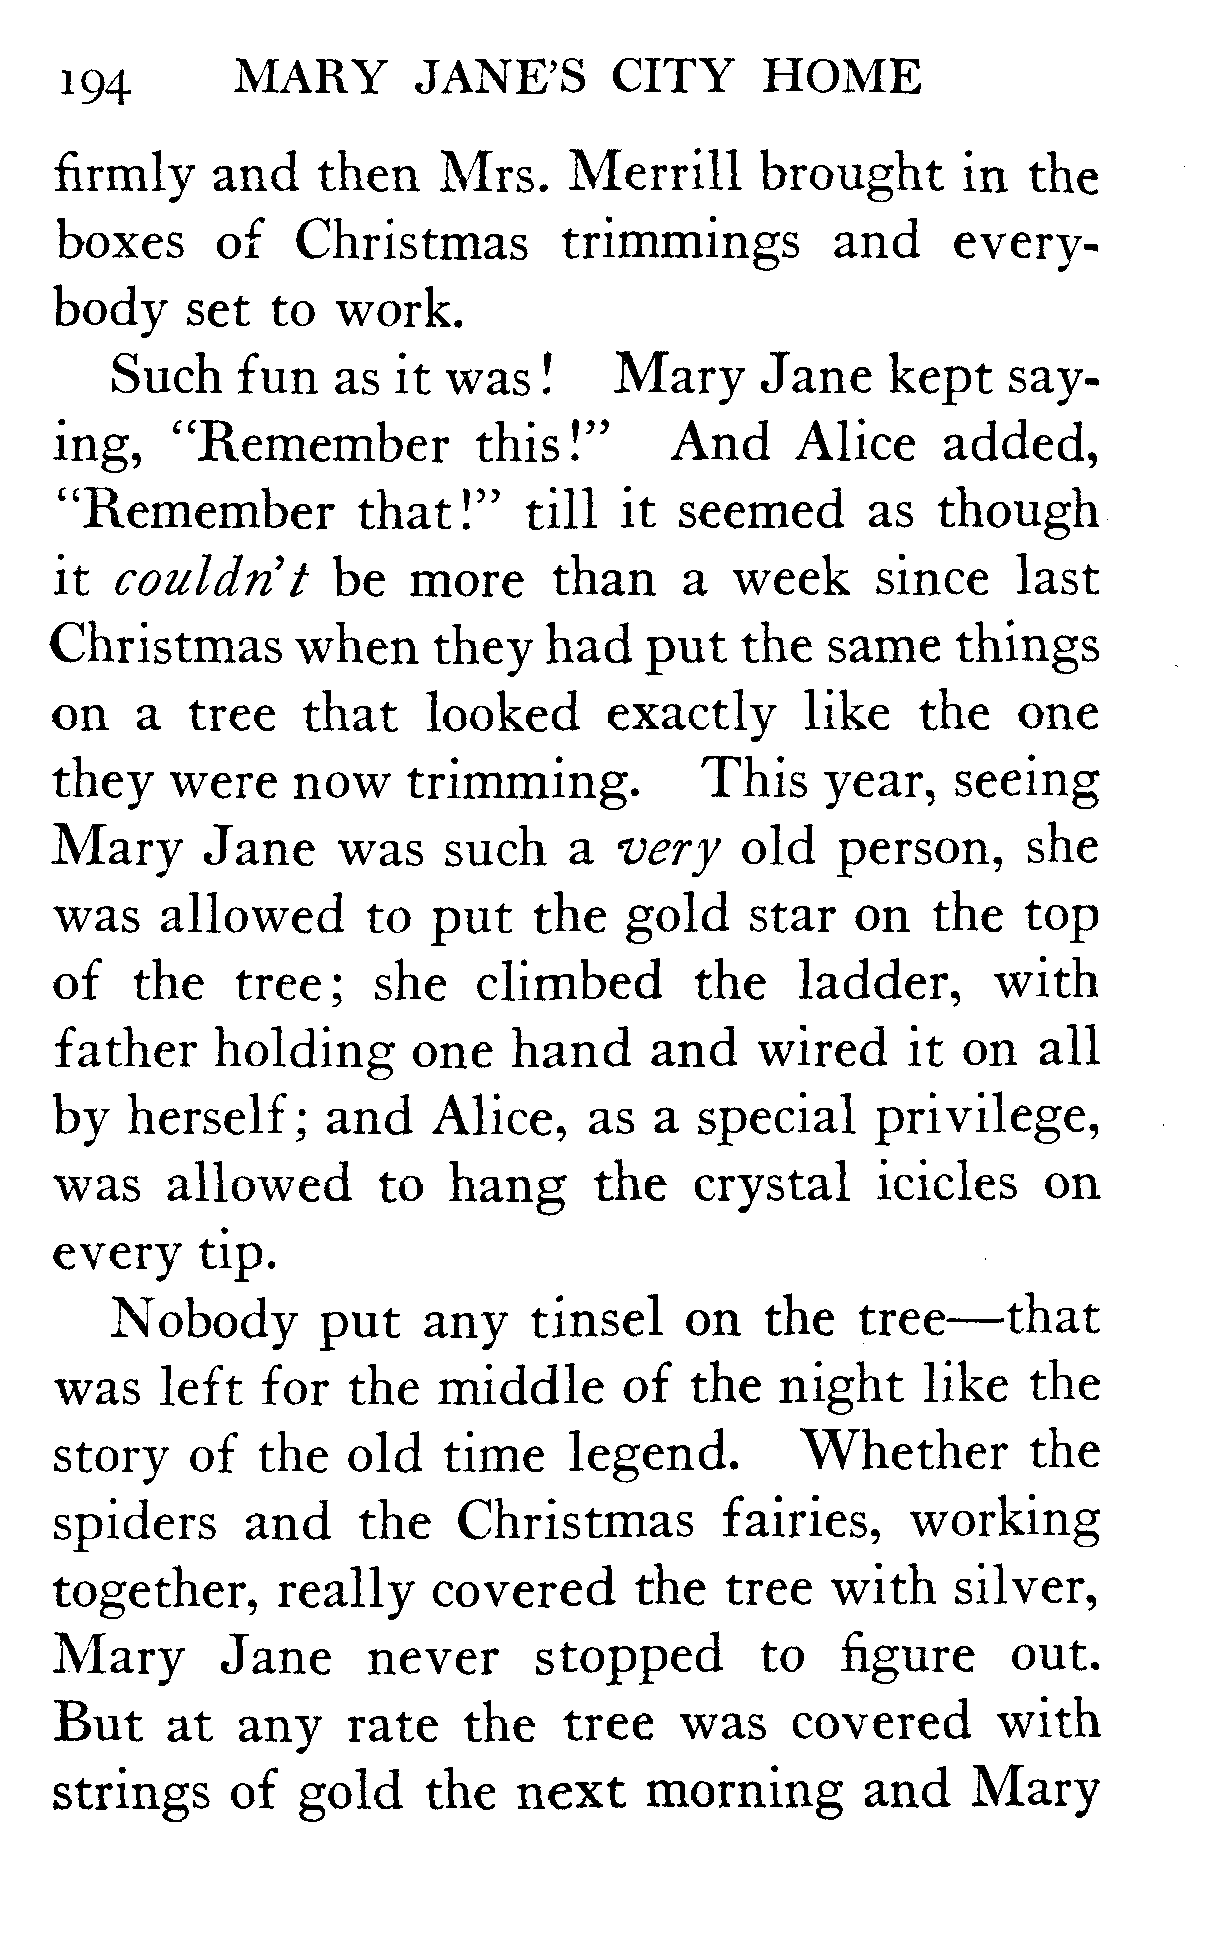 194 MARY JANE'S CITY HOME
firmly and then Mrs. Merrill brought in the
boxes of Christmas trimmings and every-
body set to work.
Such fun as it was! Mary Jane kept say-
ing, "Remember this!" And Alice added,
"Remember that!" till it seemed as though
it couldn't be more than a week since last
Christmas when they had put the same things
on a tree that looked exactly like the one
they were now trimming. This year, seeing
Mary Jane was such a very old person, she
was allowed to put the gold star on the top
of the tree; she climbed the ladder, with
father holding one hand and wired it on all
by herself; and Alice, as a special privilege,
was allowed to hang the crystal icicles on
every tip.
Nobody put any tinsel on the tree—that
was left for the middle of the night like the
story of the old time legend. Whether the
spiders and the Christmas fairies, working
together, really covered the tree with silver,
Mary Jane never stopped to figure out.
But at any rate the tree was covered with
strings of gold the next morning and Mary